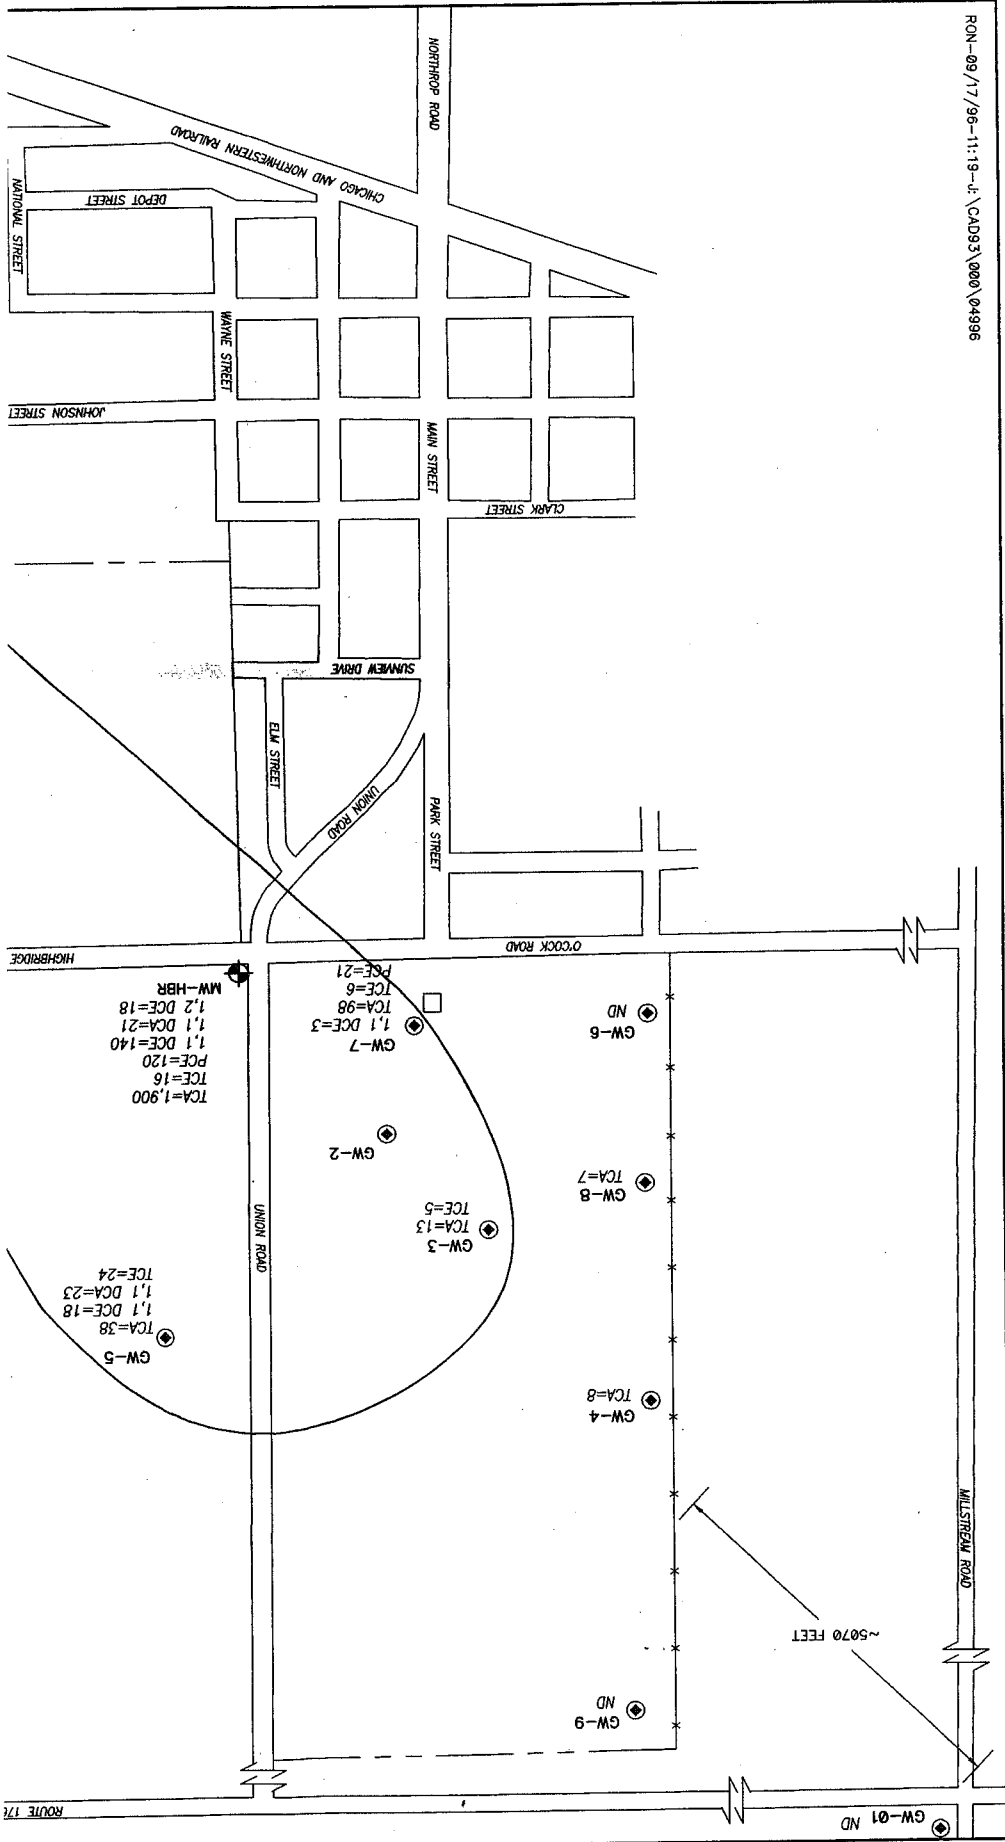 RON-09/17/96-11:19-J:\CAD93\000\04996
NORTHROP ROAD
CHICAGO AND NORTHWESTERN RAILROAD
NATIONAL STREET
DEPOT STREET
WAYNE STREET
JOHNSON STREET
MAIN STREET
CLARK STREET
SUNVIEW DRIVE
ELM STREET
UNION ROAD
PARK STREET
HIGHBRIDGE
O'COCK ROAD
MW-HBR
TCA=1,900
TCE=16
PCE=120
1,1 DCE=140
1,1 DCA=21
1,2 DCE=18
GW-7
1,1 DCE=3
TCA=98
TCE=6
PCE=21
GW-6
ND
GW-2
GW-8
TCA=7
GW-3
TCA=13
TCE=5
UNION ROAD
GW-5
TCA=38
1,1 DCE=18
1,1 DCA=23
TCE=24
GW-4
TCA=8
MILLSTREAM ROAD
~5070 FEET
GW-9
ND
ROUTE 176
GW-01 ND